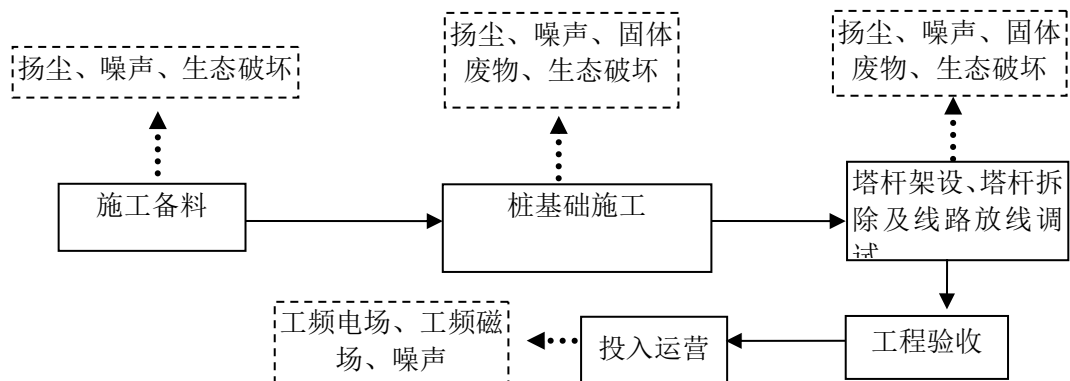 扬尘、噪声、生态破坏
扬尘、噪声、固体
废物、生态破坏
扬尘、噪声、固体
废物、生态破坏
施工备料
桩基础施工
塔杆架设、塔杆拆
除及线路放线调
试
工程验收
投入运营
工频电场、工频磁
场、噪声